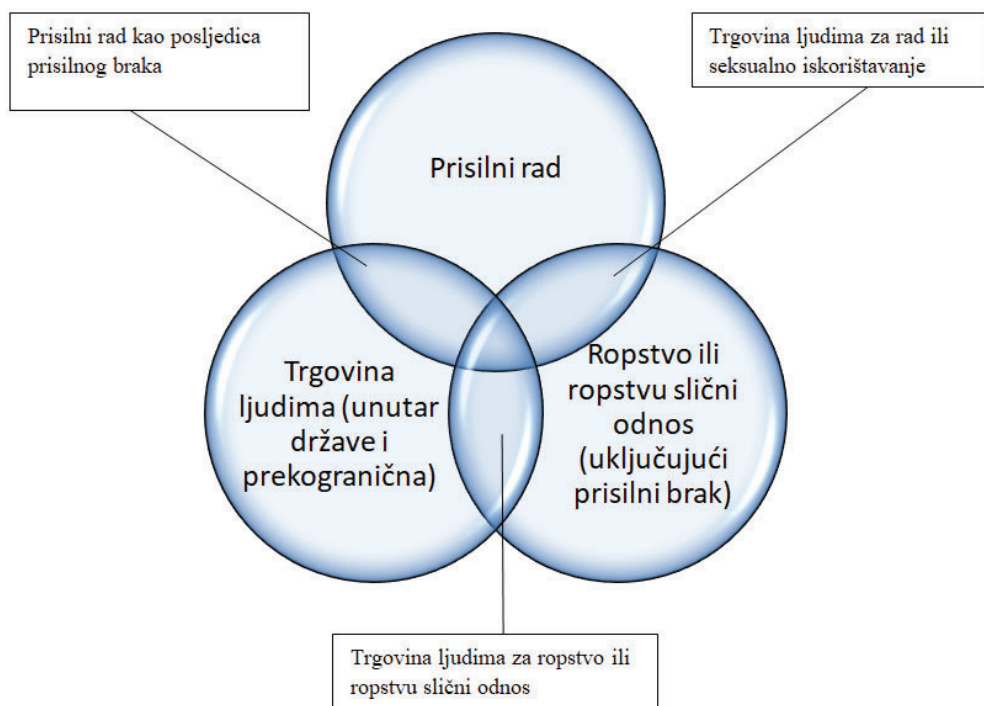 Prisilni rad kao posljedica
prisilnog braka
Trgovina ljudima za rad ili
seksualno iskorištavanje
Prisilni rad
Trgovina
ljudima (unutar
države i
prekogranična)
Ropstvo ili
ropstvu slični
odnos
(uključujući
prisilni brak)
Trgovina ljudima za ropstvo ili
ropstvu slični odnos